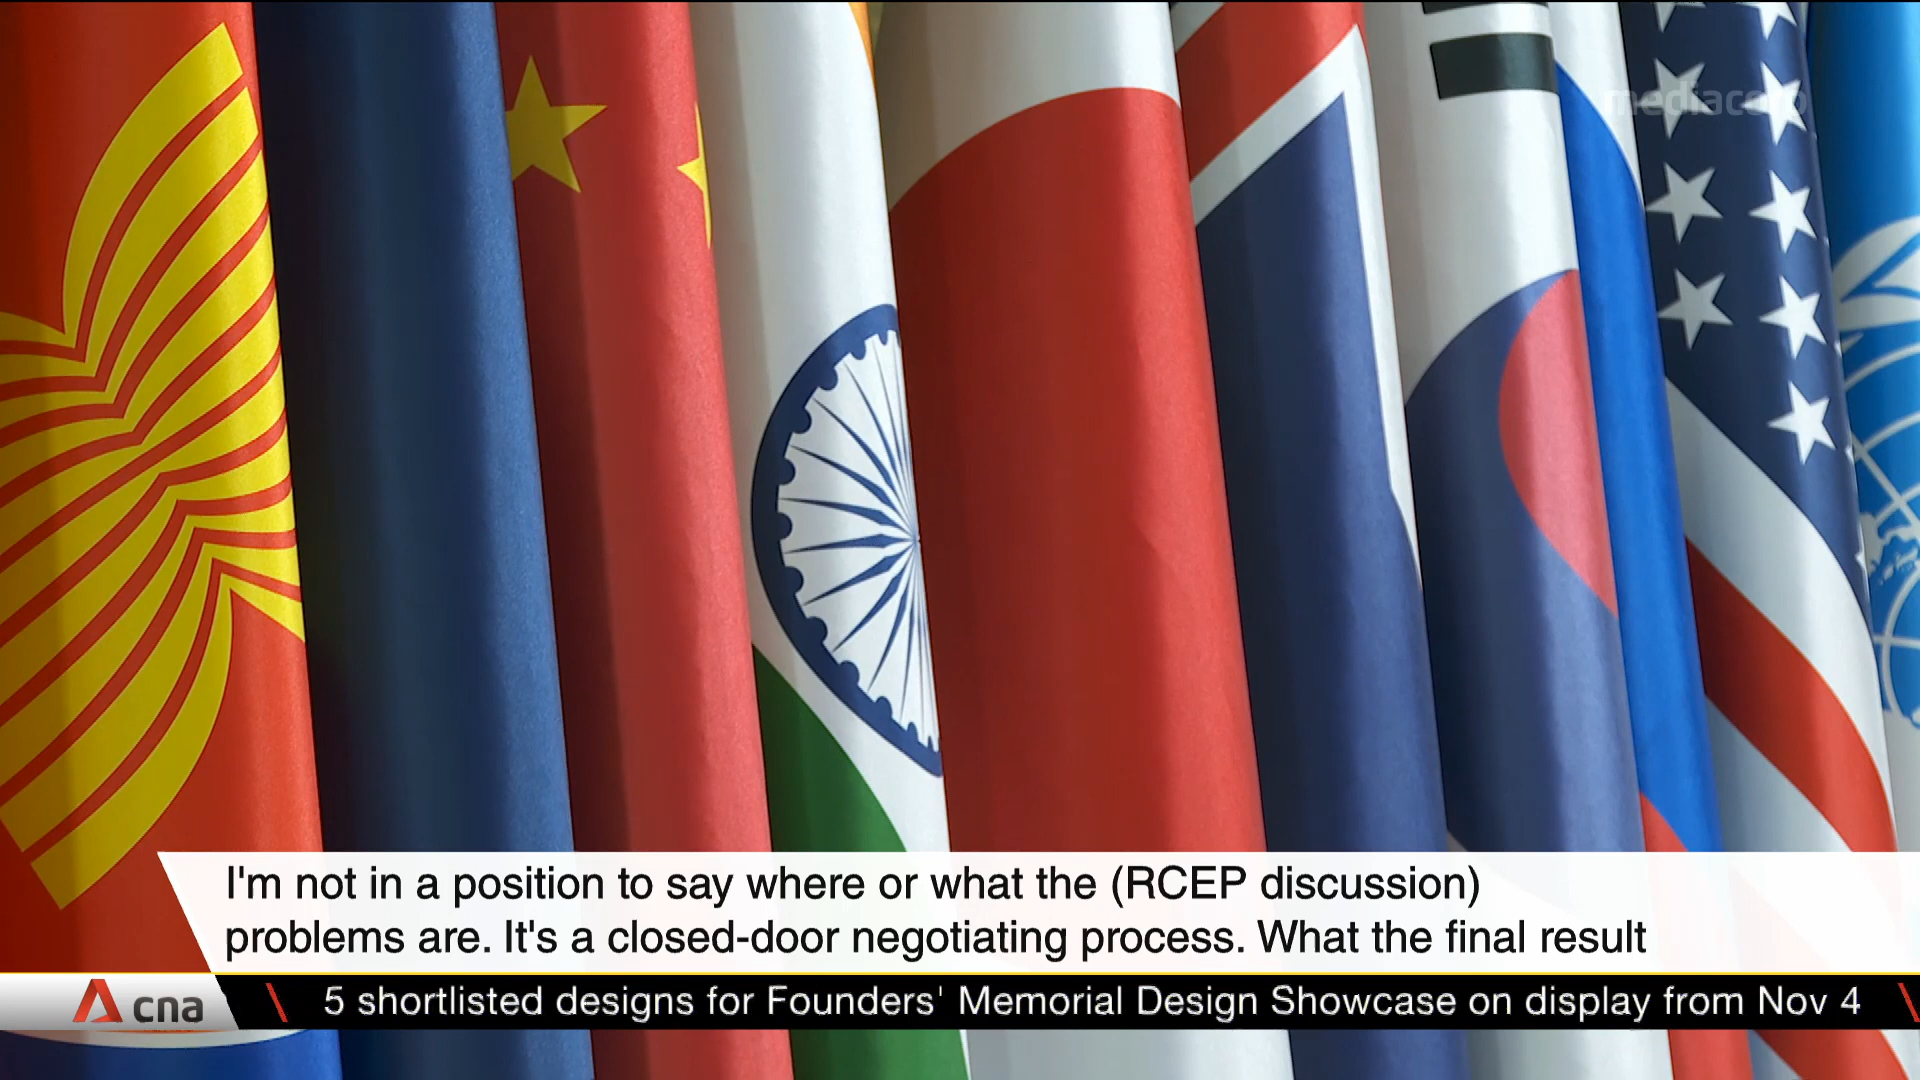 mediacorp
I'm not in a position to say where or what the (RCEP discussion)
problems are. It's a closed-door negotiating process. What the final result
cna
5 shortlisted designs for Founders' Memorial Design Showcase on display from Nov 4